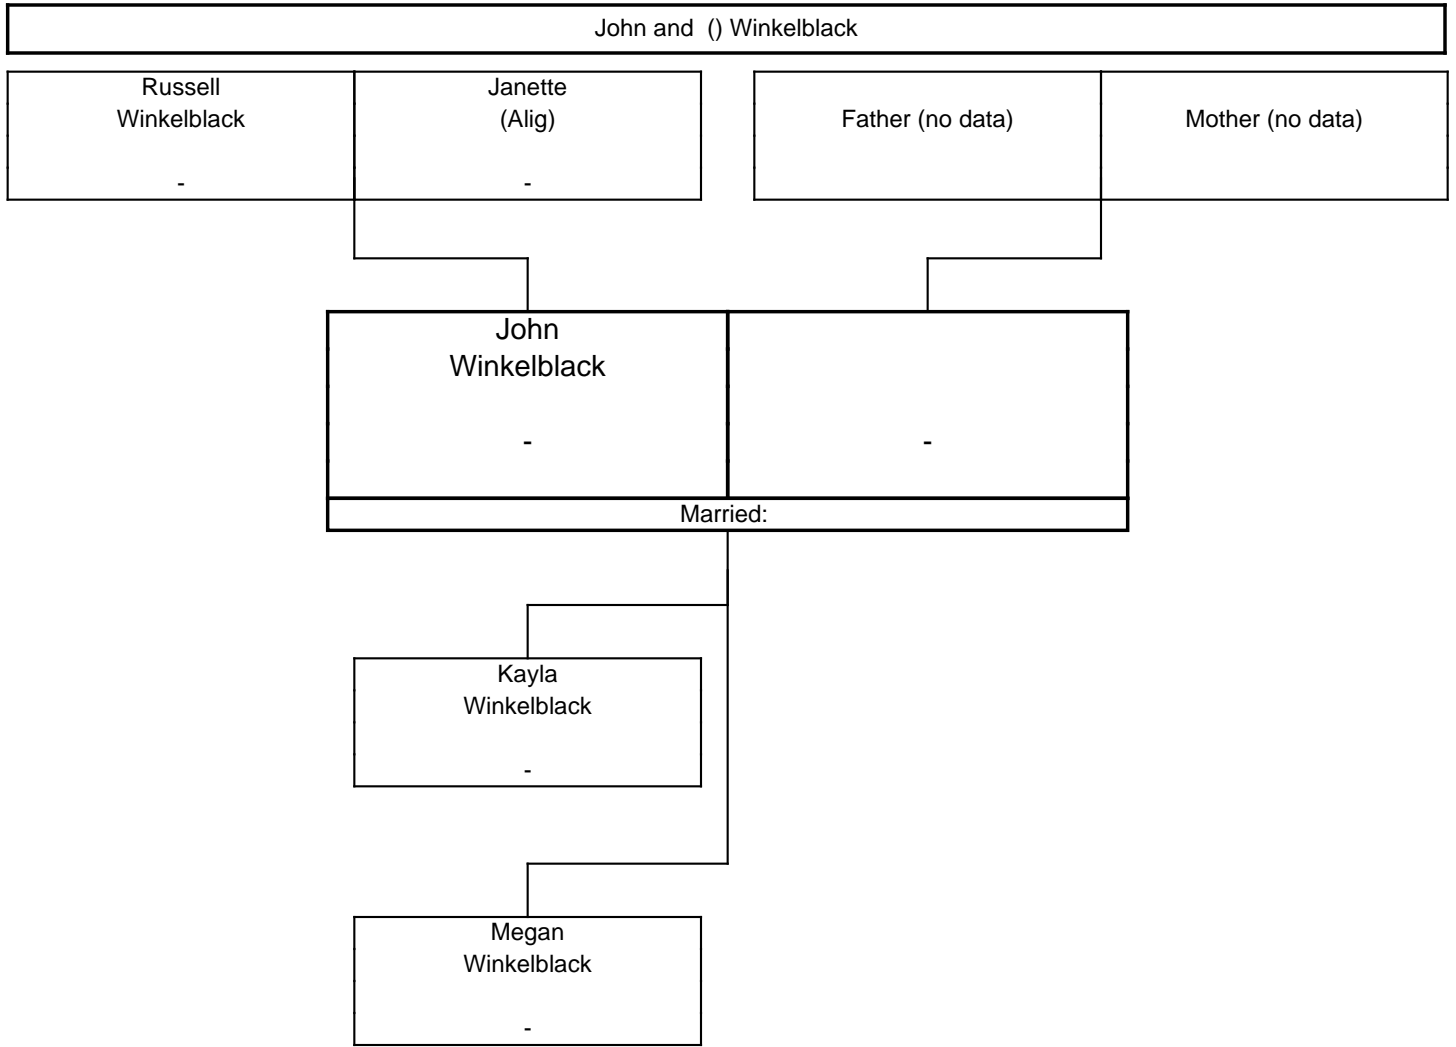 John and  () Winkelblack
Russell
Winkelblack
-
Janette
(Alig)
-
Father (no data)
Mother (no data)
John
Winkelblack
-
-
Married:
Kayla
Winkelblack
-
Megan
Winkelblack
-